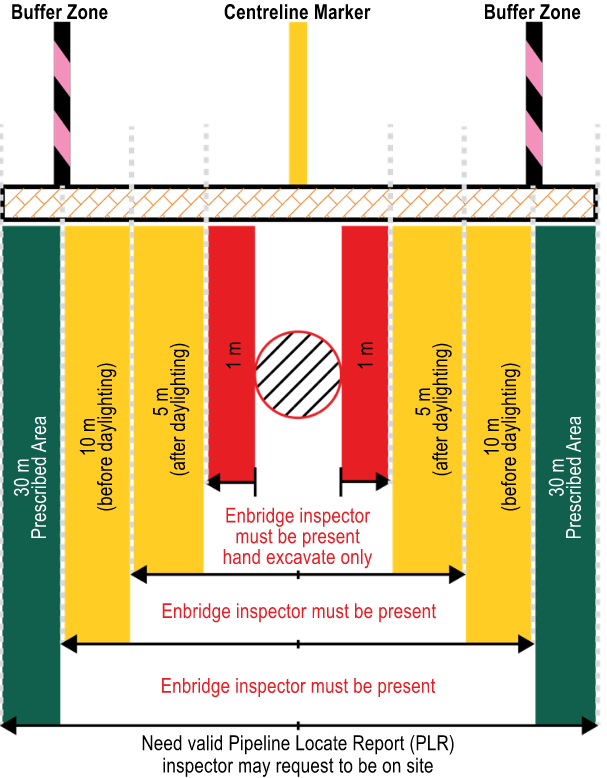 Buffer Zone
Centreline Marker
Buffer Zone
30 m
Prescribed Area
10 m
(before daylighting)
5 m
(after daylighting)
1 m
1 m
5 m
(after daylighting)
10 m
(before daylighting)
30 m
Prescribed Area
Enbridge inspector
must be present
hand excavate only
Enbridge inspector must be present
Enbridge inspector must be present
Need valid Pipeline Locate Report (PLR)
inspector may request to be on site